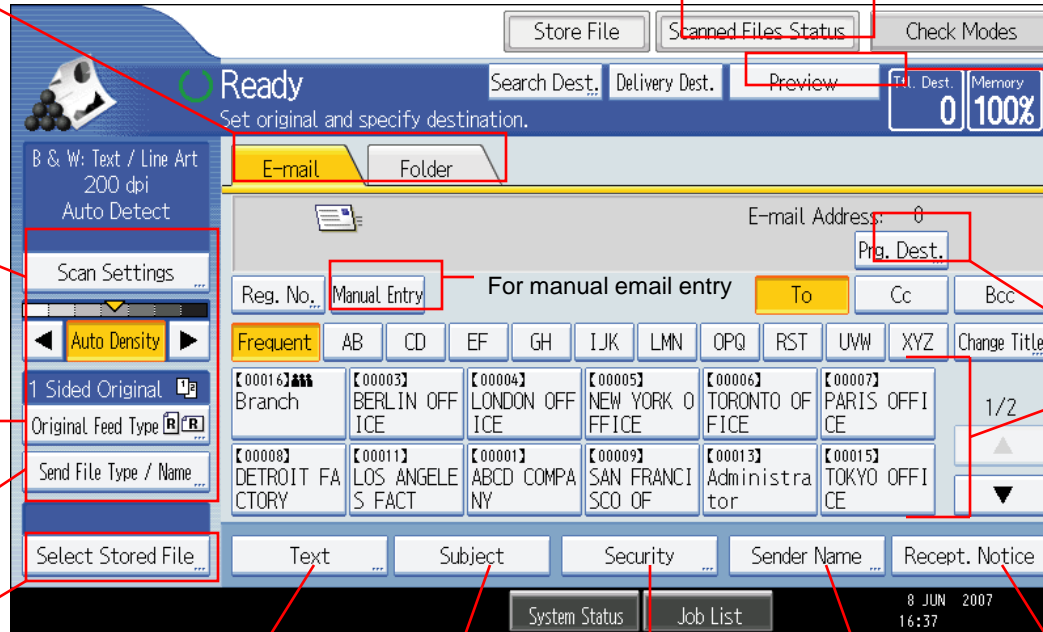 Store File Scanned Files Status Check Modes
Ready Search Dest. Delivery Dest. Preview Ttl. Dest. Memory
0 100%
Set original and specify destination.
B & W: Text / Line Art
200 dpi
Auto Detect
E-mail Folder
E-mail Address: 0
Prg. Dest.
Scan Settings
Reg. No. Manual Entry For manual email entry To Cc Bcc
Auto Density
Frequent AB CD EF GH IJK LMN OPQ RST UVW XYZ Change Title
1 Sided Original
Original Feed Type
Send File Type / Name
【00016】
Branch
【00003】
BERLIN OFF
ICE
【00004】
LONDON OFF
ICE
【00005】
NEW YORK O
FFICE
【00006】
TORONTO OF
FICE
【00007】
PARIS OFFI
CE
1/2
【00008】
DETROIT FA
CTORY
【00011】
LOS ANGELE
S FACT
【00001】
ABCD COMPA
NY
【00009】
SAN FRANCI
SCO OF
【00013】
Administra
tor
【00015】
TOKYO OFFI
CE
Select Stored File Text Subject Security Sender Name Recept. Notice
System Status Job List
8 JUN 2007
16:37